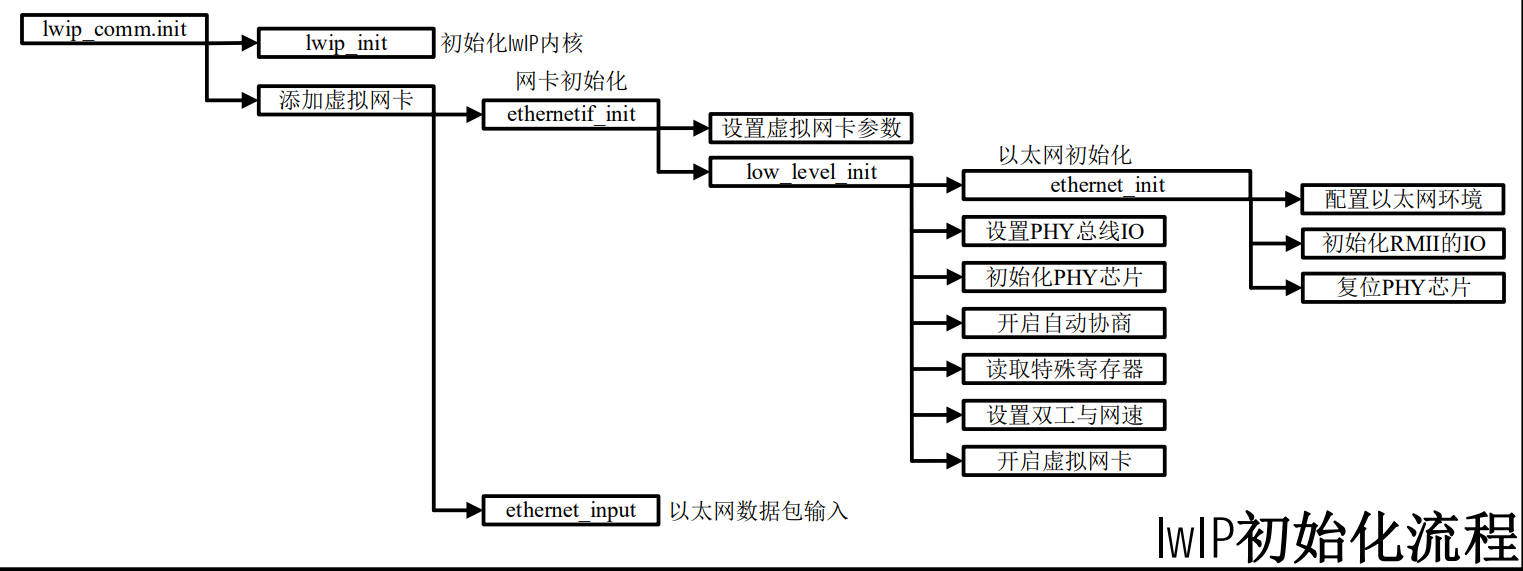 lwip_comm.init
lwip_init
初始化lwIP内核
添加虚拟网卡
网卡初始化
ethernetif_init
设置虚拟网卡参数
low_level_init
以太网初始化
ethernet_init
配置以太网环境
初始化RMII的IO
复位PHY芯片
设置PHY总线IO
初始化PHY芯片
开启自动协商
读取特殊寄存器
设置双工与网速
开启虚拟网卡
ethernet_input
以太网数据包输入
lwIP初始化流程